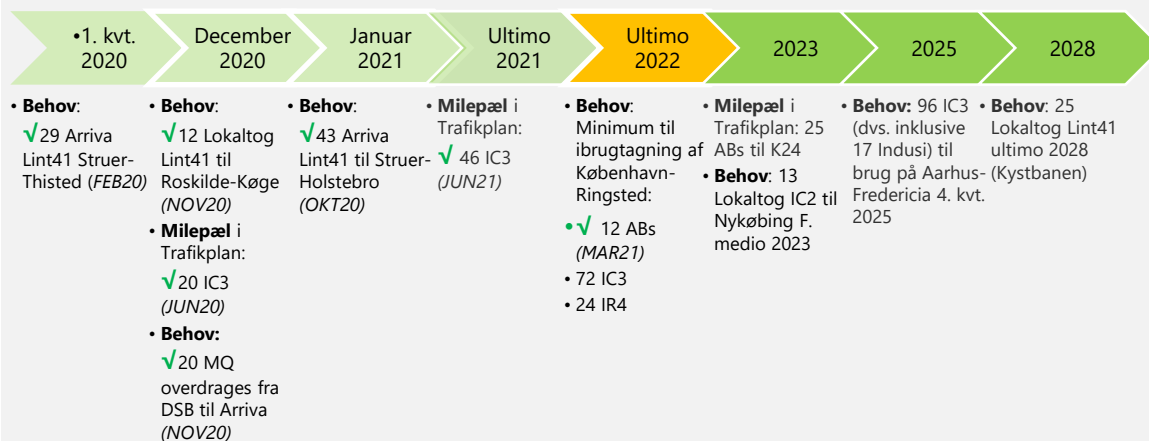 •1. kvt.
2020
December
2020
Januar
2021
Ultimo
2021
Ultimo
2022
2023
2025
2028
• Behov:
√29 Arriva
Lint41 Struer-
Thisted (FEB20)
• Behov:
√12 Lokaltog
Lint41 til
Roskilde-Køge
(NOV20)
• Milepæl i
Trafikplan:
√20 IC3
(JUN20)
• Behov:
√20 MQ
overdrages fra
DSB til Arriva
(NOV20)
• Behov:
√43 Arriva
Lint41 til Struer-
Holstebro
(OKT20)
• Milepæl i
Trafikplan:
√ 46 IC3
(JUN21)
• Behov:
Minimum til
ibrugtagning af
København-
Ringsted:
•√ 12 ABs
(MAR21)
• 72 IC3
• 24 IR4
• Milepæl i
Trafikplan: 25
ABs til K24
• Behov: 13
Lokaltog IC2 til
Nykøbing F.
medio 2023
• Behov: 96 IC3
(dvs. inklusive
17 Indusi) til
brug på Aarhus-
Fredericia 4. kvt.
2025
• Behov: 25
Lokaltog Lint41
ultimo 2028
(Kystbanen)